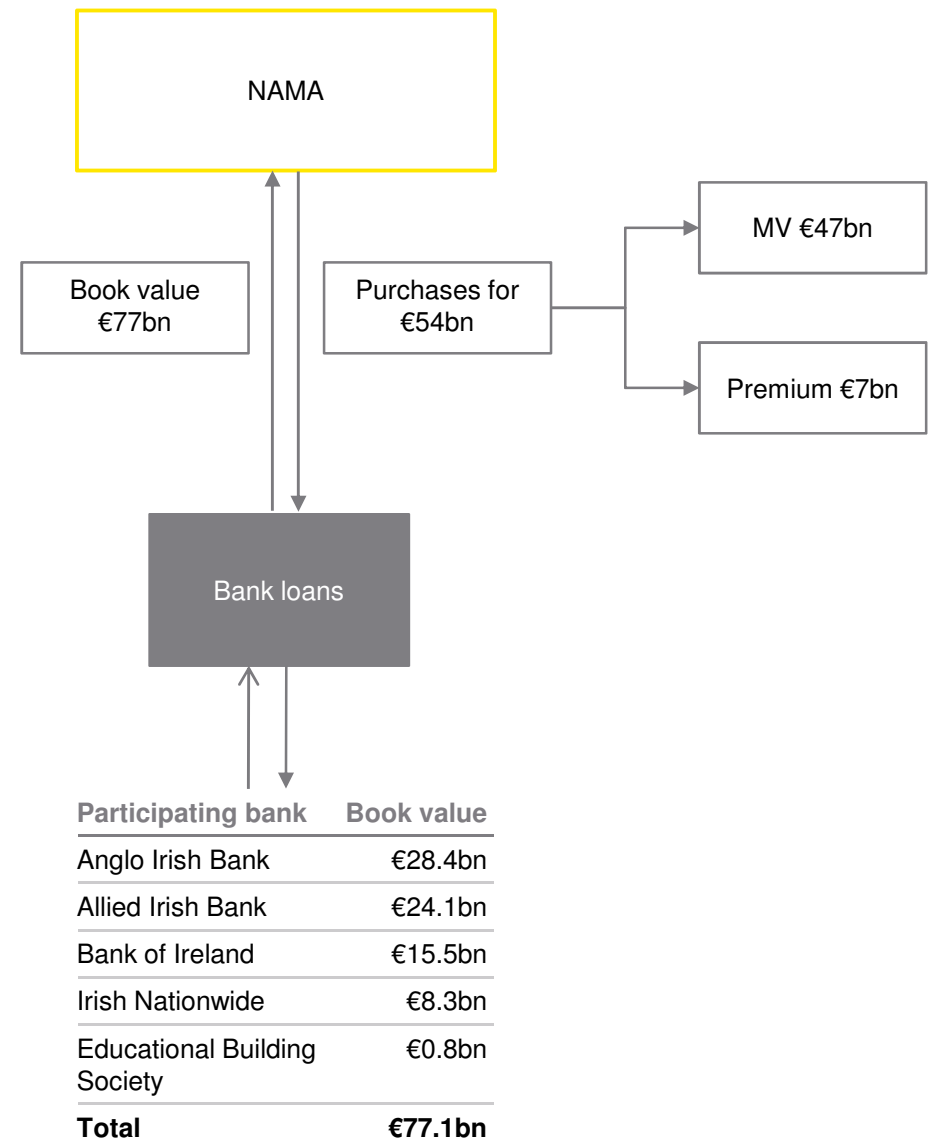 NAMA
MV €47bn
Book value
€77bn
Purchases for
€54bn
Premium €7bn
Bank loans
Participating bank Book value
Anglo Irish Bank €28.4bn
Allied Irish Bank €24.1bn
Bank of Ireland €15.5bn
Irish Nationwide €8.3bn
Educational Building €0.8bn
Society
Total €77.1bn